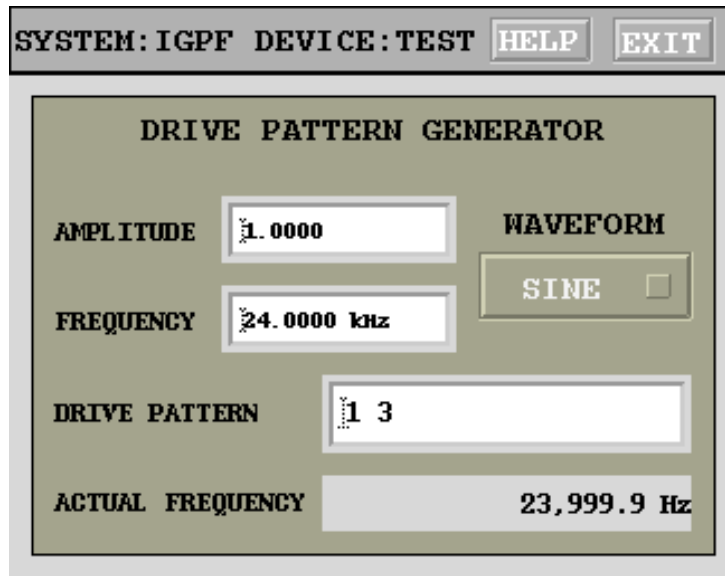 SYSTEM:IGPF DEVICE:TEST HELP EXIT
DRIVE PATTERN GENERATOR
AMPLITUDE 1.0000
WAVEFORM
SINE
FREQUENCY 24.0000 kHz
DRIVE PATTERN 1 3
ACTUAL FREQUENCY 23,999.9 Hz